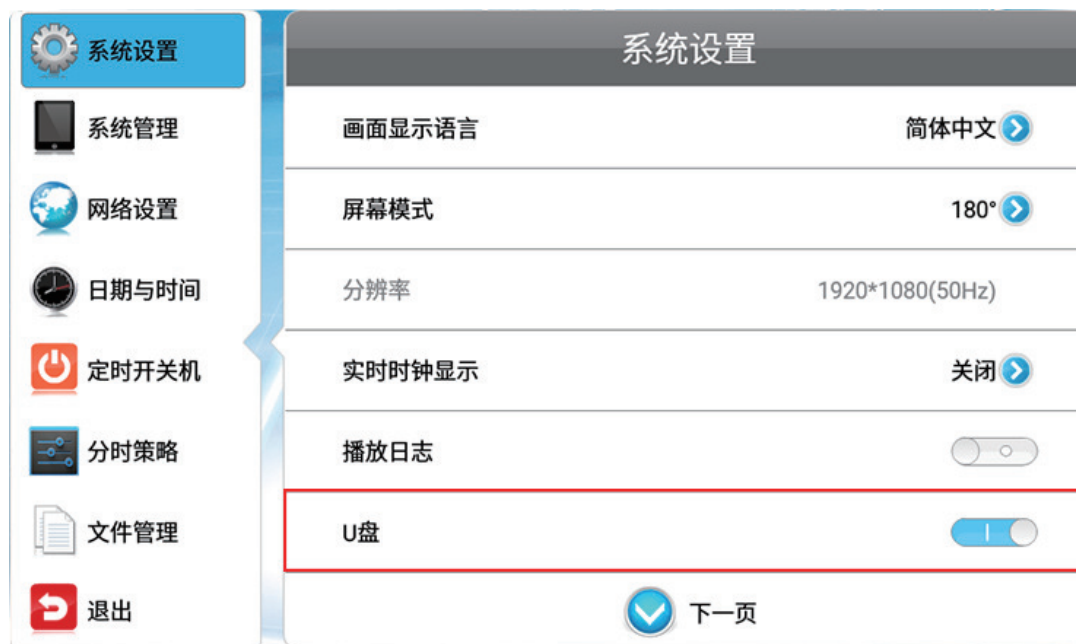 系统设置
系统管理
网络设置
日期与时间
定时开关机
分时策略
文件管理
退出
系统设置
画面显示语言 简体中文
屏幕模式 180°
分辨率 1920*1080(50Hz)
实时时钟显示 关闭
播放日志
U盘
下一页